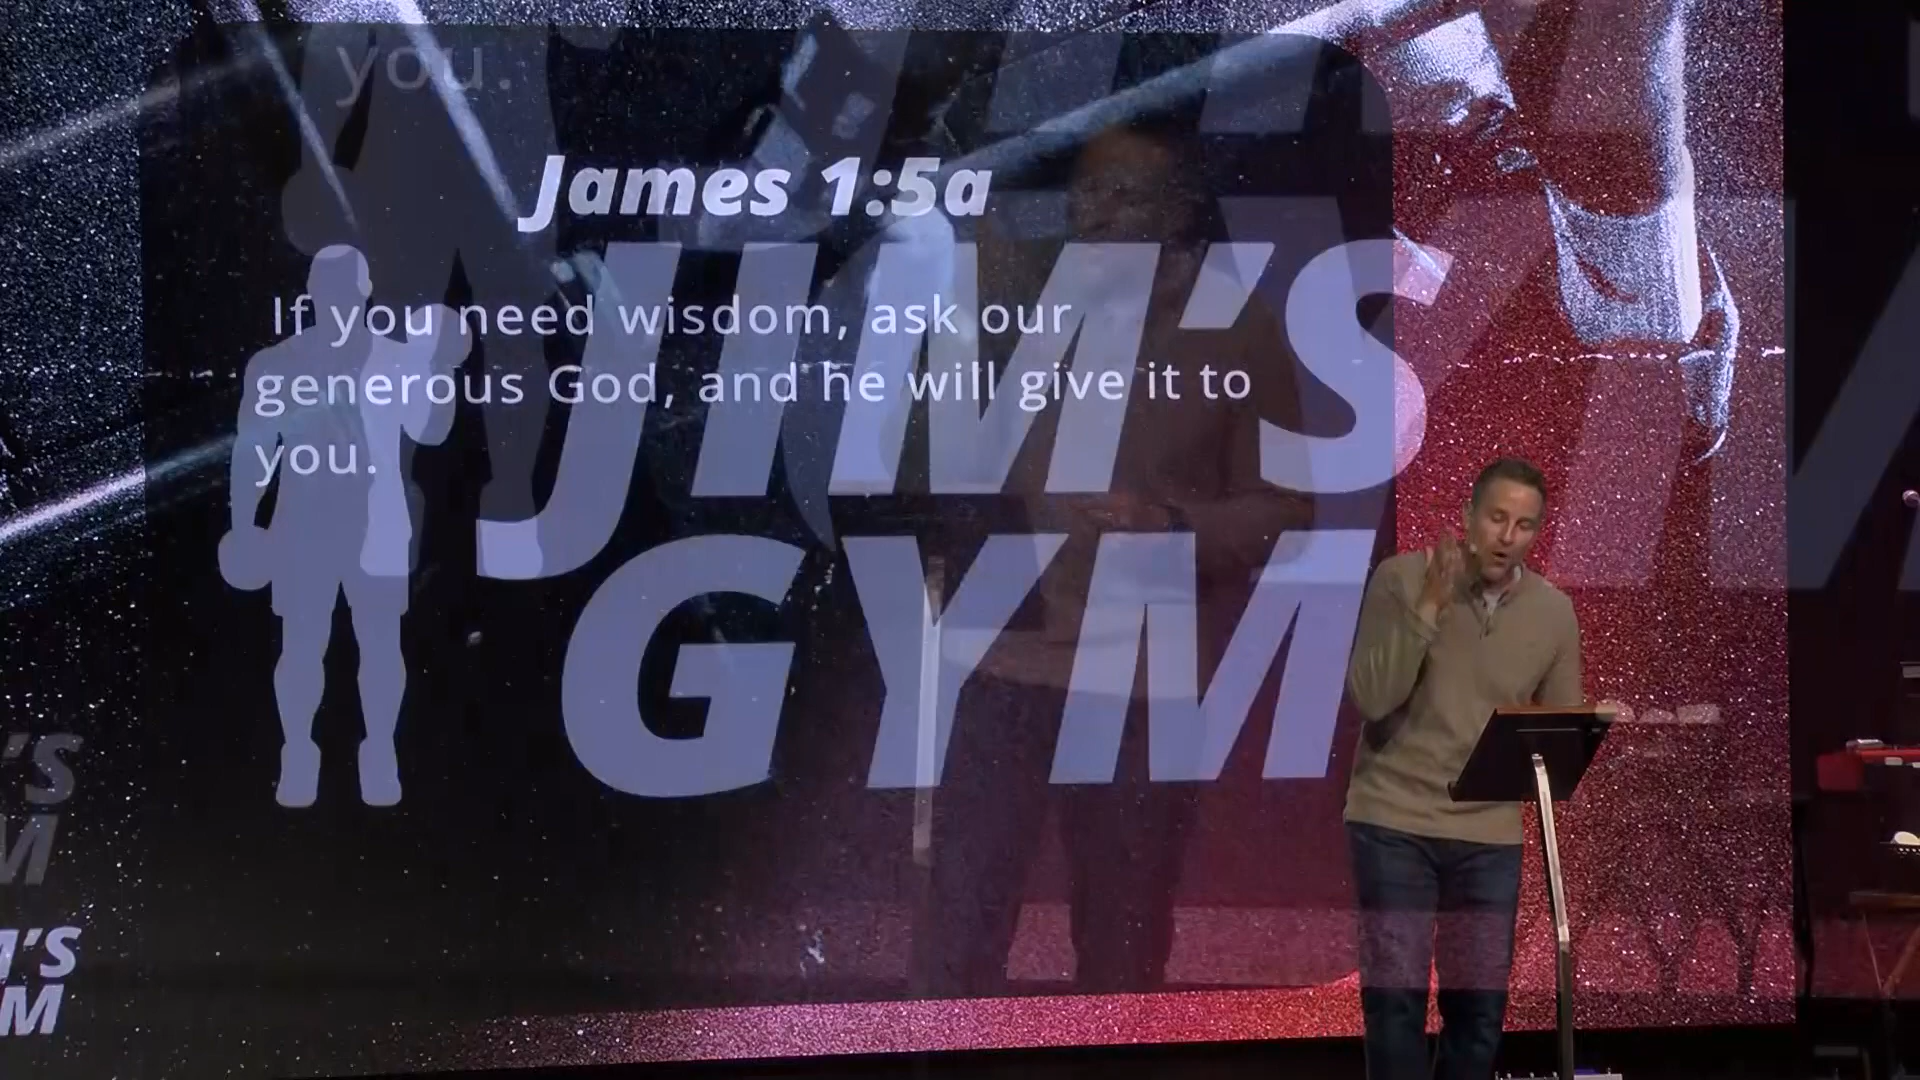 you.
James 1:5a
If you need wisdom, ask our
generous God, and he will give it to
you.
JIM'S
GYM
'S
M
M'S
M